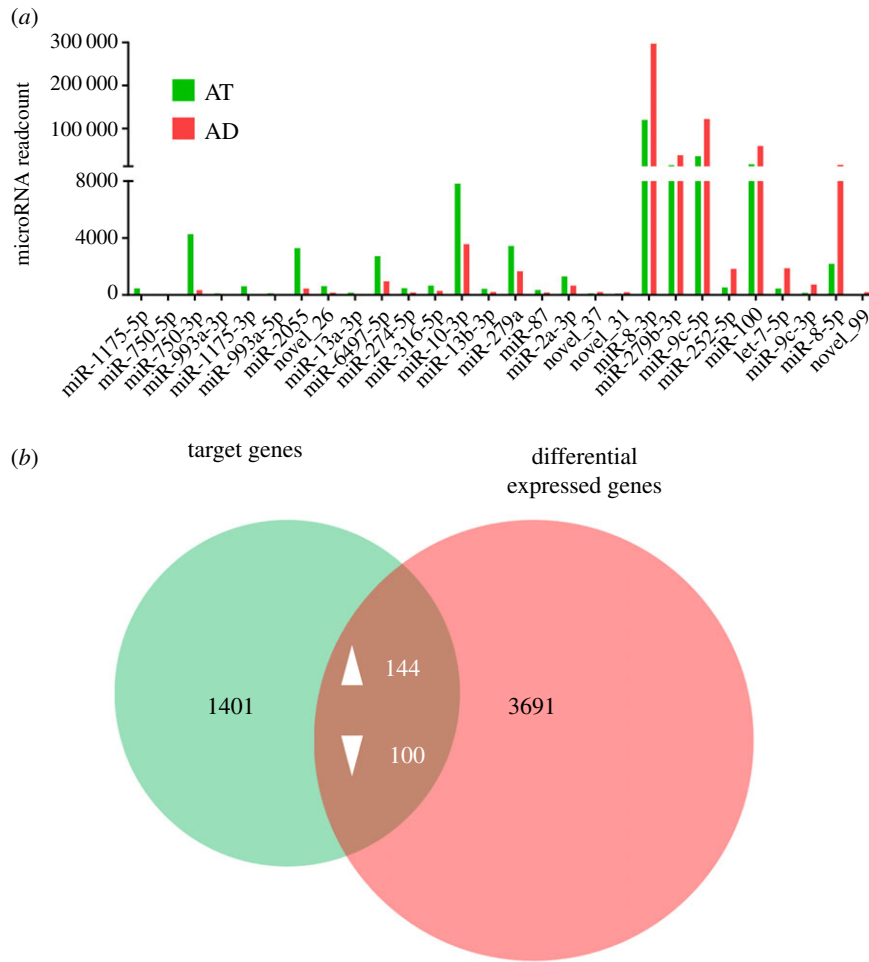 (a)
300 000
200 000
100 000
8000
4000
0
microRNA readcount
AT
AD
miR-1175-5p
miR-750-5p
miR-750-3p
miR-993a-3p
miR-1175-3p
miR-993a-5p
miR-2055
novel_26
miR-13a-3p
miR-6497-5p
miR-274-5p
miR-316-5p
miR-10-3p
miR-13b-3p
miR-279a
miR-87
miR-2a-3p
novel_37
novel_31
miR-8-3p
miR-279b-3p
miR-9c-5p
miR-252-5p
miR-100
let-7-5p
miR-9c-3p
miR-8-5p
novel_99
(b)
target genes
differential
expressed genes
144
1401
3691
100